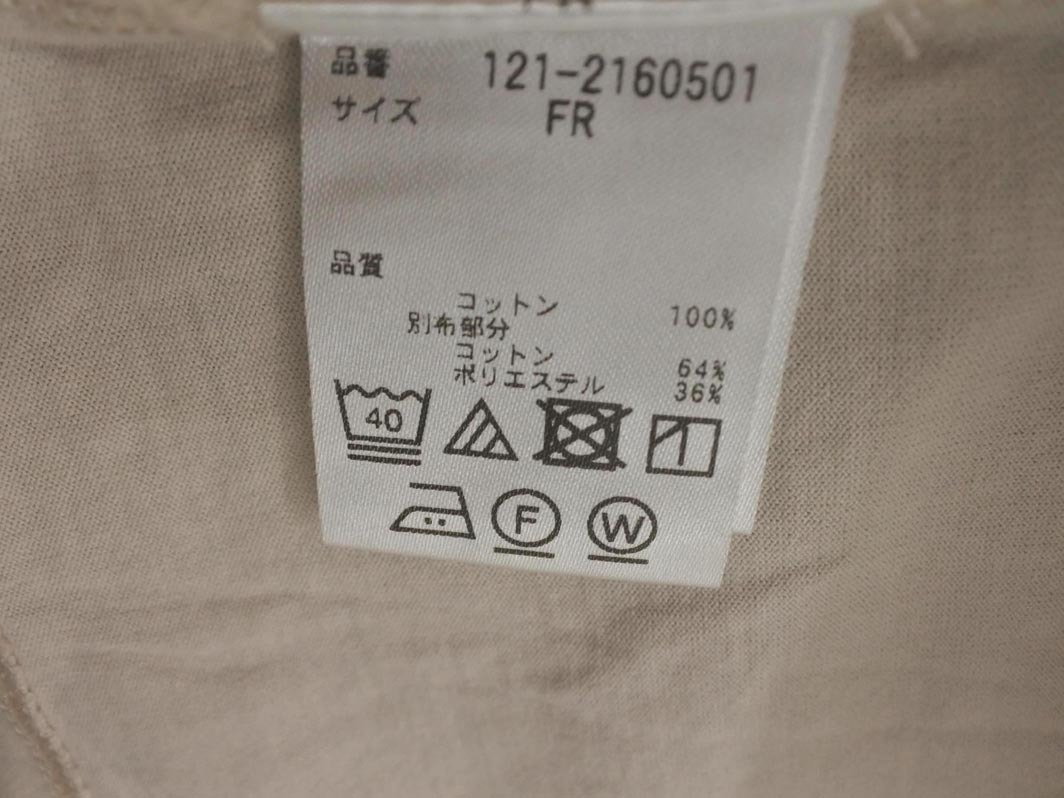 品番 121-2160501
サイズ FR
品質
コットン 100%
別布部分
コットン 64%
ポリエステル 36%
40
F W